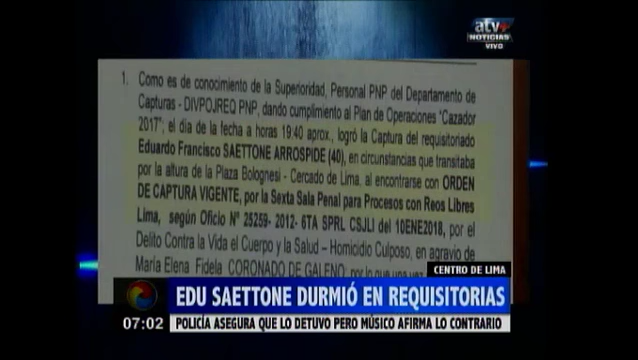 atv+
NOTICIAS
VIVO
1. Como es de conocimiento de la Superioridad, Personal PNP del Departamento de
Capturas - DIVPOJREQ PNP, dando cumplimiento al Plan de Operaciones "Cazador
2017"; el día de la fecha a horas 19:40 aprox., logró la Captura del requisitoriado
Eduardo Francisco SAETTONE ARROSPIDE (40), en circunstancias que transitaba
por la altura de la Plaza Bolognesi - Cercado de Lima, al encontrarse con ORDEN
DE CAPTURA VIGENTE, por la Sexta Sala Penal para Procesos con Reos Libres
Lima, según Oficio N° 25259- 2012- 6TA SPRL CSJLI del 10ENE2018, por el
Delito Contra la Vida el Cuerpo y la Salud – Homicidio Culposo, en agravio de
María Elena Fidela CORONADO DE GALENO; por lo que una vez
CENTRO DE LIMA
EDU SAETTONE DURMIÓ EN REQUISITORIAS
07:02 POLICÍA ASEGURA QUE LO DETUVO PERO MÚSICO AFIRMA LO CONTRARIO